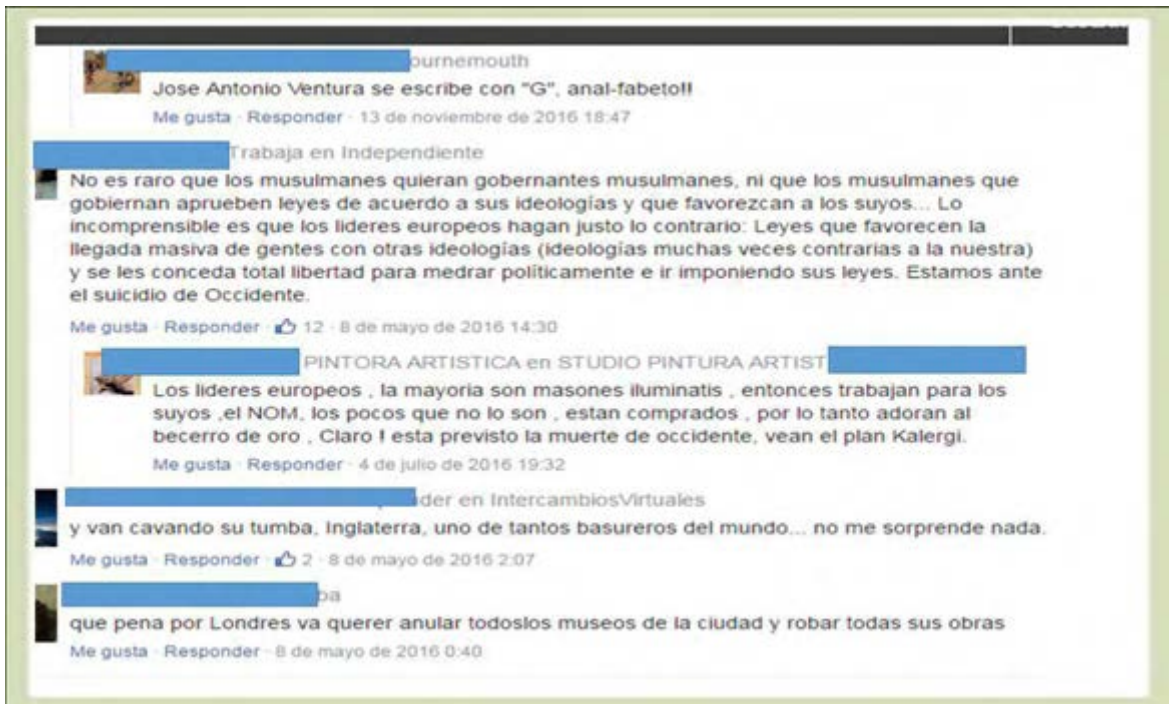 ournemouth
Jose Antonio Ventura se escribe con "G", anal-fabeto!!
Me gusta · Responder · 13 de noviembre de 2016 18:47
Trabaja en Independiente
No es raro que los musulmanes quieran gobernantes musulmanes, ni que los musulmanes que
gobiernan aprueben leyes de acuerdo a sus ideologías y que favorezcan a los suyos... Lo
incomprensible es que los lideres europeos hagan justo lo contrario: Leyes que favorecen la
llegada masiva de gentes con otras ideologías (ideologías muchas veces contrarias a la nuestra)
y se les conceda total libertad para medrar políticamente e ir imponiendo sus leyes. Estamos ante
el suicidio de Occidente.
Me gusta · Responder · 12 · 8 de mayo de 2016 14:30
PINTORA ARTISTICA en STUDIO PINTURA ARTIST
Los lideres europeos , la mayoria son masones iluminatis , entonces trabajan para los
suyos ,el NOM, los pocos que no lo son , estan comprados , por lo tanto adoran al
becerro de oro , Claro ! esta previsto la muerte de occidente, vean el plan Kalergi.
Me gusta · Responder · 4 de julio de 2016 19:32
der en IntercambiosVirtuales
y van cavando su tumba, Inglaterra, uno de tantos basureros del mundo... no me sorprende nada.
Me gusta · Responder · 2 · 8 de mayo de 2016 2:07
ba
que pena por Londres va querer anular todoslos museos de la ciudad y robar todas sus obras
Me gusta · Responder · 8 de mayo de 2016 0:40